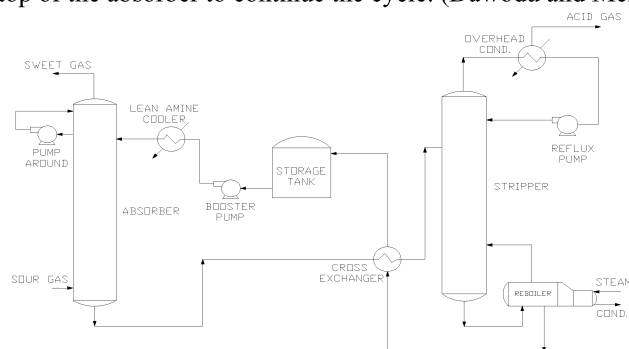 top of the absorber to continue the cycle. (Dawodu and Me
ACID GAS
OVERHEAD
COND.
SWEET GAS
LEAN AMINE
COOLER
PUMP
AROUND
STORAGE
TANK
REFLUX
PUMP
STRIPPER
ABSORBER
BOOSTER
PUMP
CROSS
EXCHANGER
SOUR GAS
REBOILER
STEAM
COND.